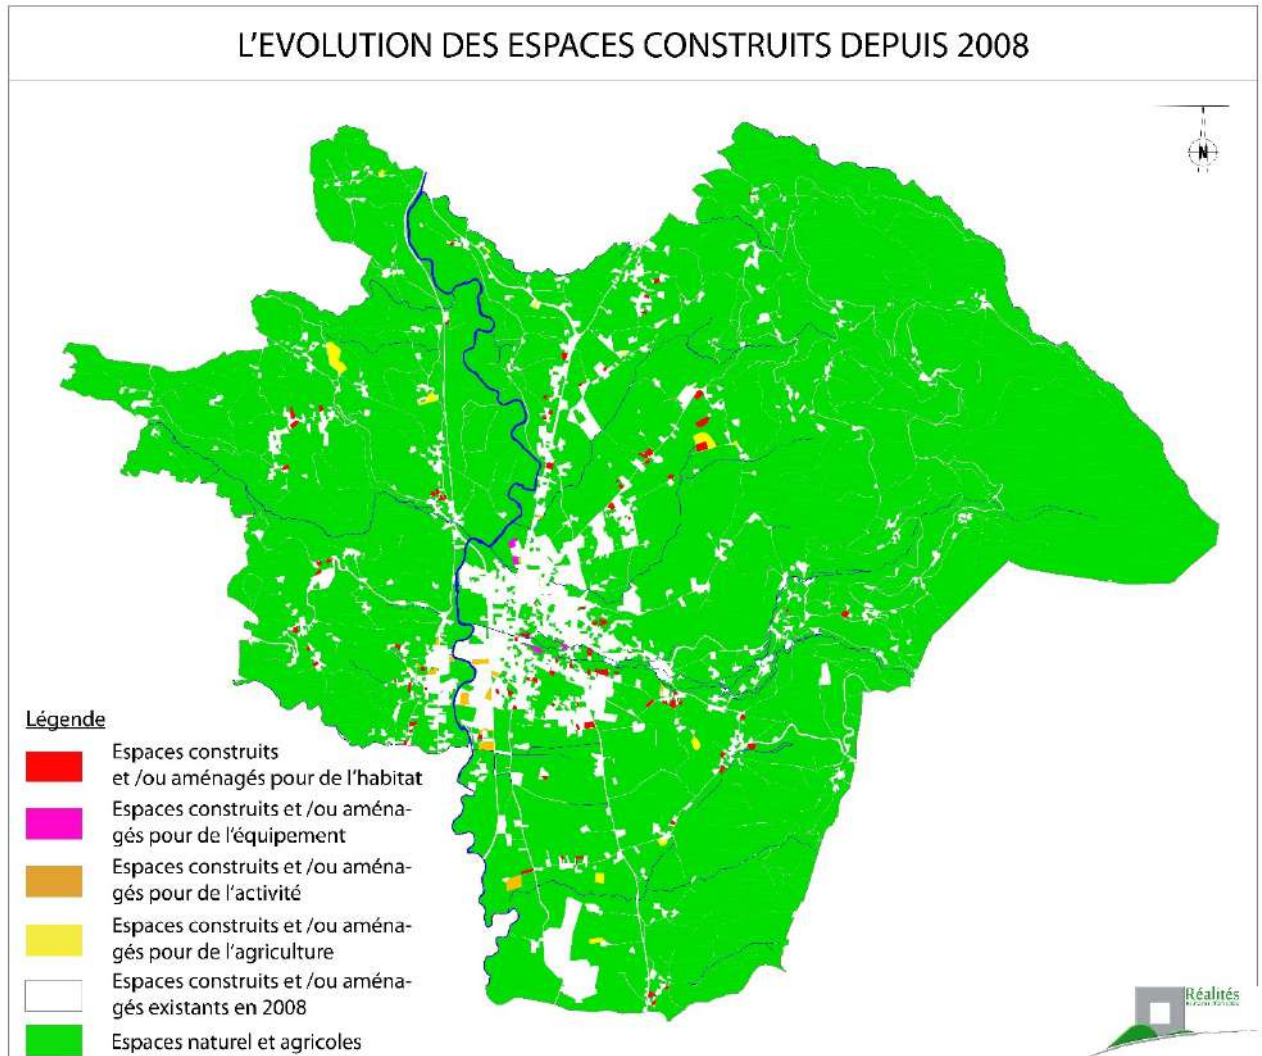 L'EVOLUTION DES ESPACES CONSTRUITS DEPUIS 2008
N
Légende
Espaces construits
et /ou aménagés pour de l'habitat
Espaces construits et /ou aména-
gés pour de l'équipement
Espaces construits et /ou aména-
gés pour de l'activité
Espaces construits et /ou aména-
gés pour de l'agriculture
Espaces construits et /ou aména-
gés existants en 2008
Espaces naturel et agricoles
Réalités